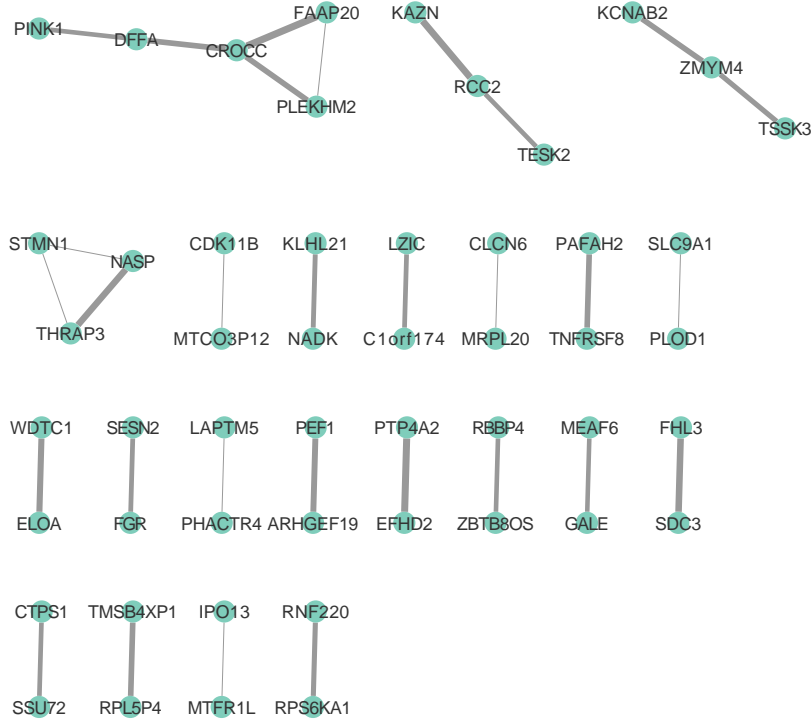 FAAP20
KAZN
KCNAB2
PINK1
DFFA
CROCC
ZMYM4
RCC2
PLEKHM2
TSSK3
TESK2
STMN1
CDK11B
KLHL21
LZIC
CLCN6
PAFAH2
SLC9A1
NASP
THRAP3
MTCO3P12
NADK
C1orf174
MRPL20
TNFRSF8
PLOD1
WDTC1
SESN2
LAPTM5
PEF1
PTP4A2
RBBP4
MEAF6
FHL3
ELOA
FGR
PHACTR4
ARHGEF19
EFHD2
ZBTB8OS
GALE
SDC3
CTPS1
TMSB4XP1
IPO13
RNF220
SSU72
RPL5P4
MTFR1L
RPS6KA1